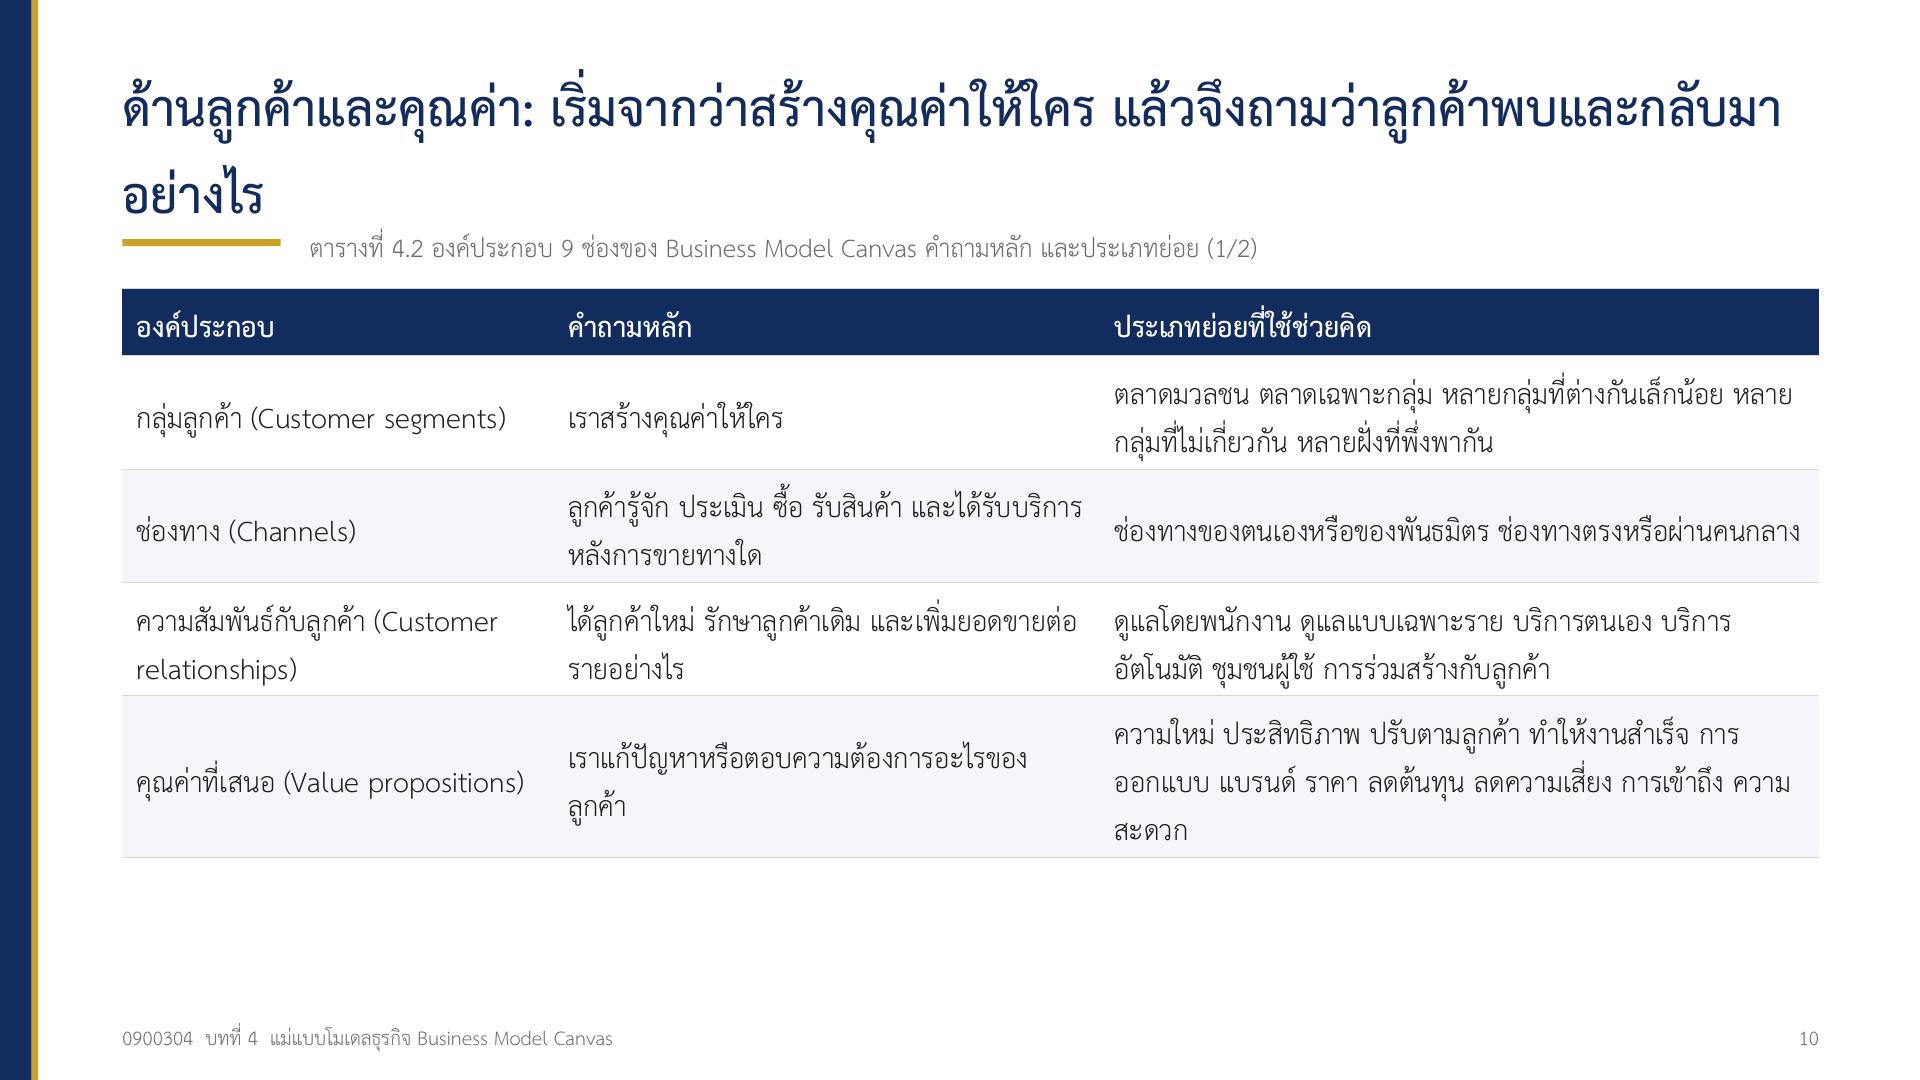 ด้านลูกค้าและคุณค่า: เริ่มจากว่าสร้างคุณค่าให้ใคร แล้วจึงถามว่าลูกค้าพบและกลับมา
อย่างไร
ตารางที่ 4.2 องค์ประกอบ 9 ช่องของ Business Model Canvas คำถามหลัก และประเภทย่อย (1/2)
องค์ประกอบ
คำถามหลัก
ประเภทย่อยที่ใช้ช่วยคิด
กลุ่มลูกค้า (Customer segments)
เราสร้างคุณค่าให้ใคร
ตลาดมวลชน ตลาดเฉพาะกลุ่ม หลายกลุ่มที่ต่างกันเล็กน้อย หลาย
กลุ่มที่ไม่เกี่ยวกัน หลายฝั่งที่พึ่งพากัน
ช่องทาง (Channels)
ลูกค้ารู้จัก ประเมิน ซื้อ รับสินค้า และได้รับบริการ
หลังการขายทางใด
ช่องทางของตนเองหรือของพันธมิตร ช่องทางตรงหรือผ่านคนกลาง
ความสัมพันธ์กับลูกค้า (Customer
relationships)
ได้ลูกค้าใหม่ รักษาลูกค้าเดิม และเพิ่มยอดขายต่อ
รายอย่างไร
ดูแลโดยพนักงาน ดูแลแบบเฉพาะราย บริการตนเอง บริการ
อัตโนมัติ ชุมชนผู้ใช้ การร่วมสร้างกับลูกค้า
คุณค่าที่เสนอ (Value propositions)
เราแก้ปัญหาหรือตอบความต้องการอะไรของ
ลูกค้า
ความใหม่ ประสิทธิภาพ ปรับตามลูกค้า ทำให้งานสำเร็จ การ
ออกแบบ แบรนด์ ราคา ลดต้นทุน ลดความเสี่ยง การเข้าถึง ความ
สะดวก
0900304 บทที่ 4 แม่แบบโมเดลธุรกิจ Business Model Canvas
10